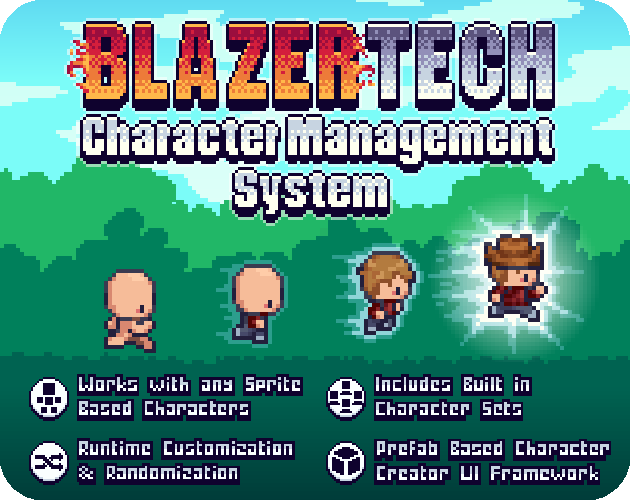 BLAZERTECH
Character Management
System
Works with any Sprite
Based Characters
Includes Built in
Character Sets
Runtime Customization
& Randomization
Prefab Based Character
Creator UI Framework